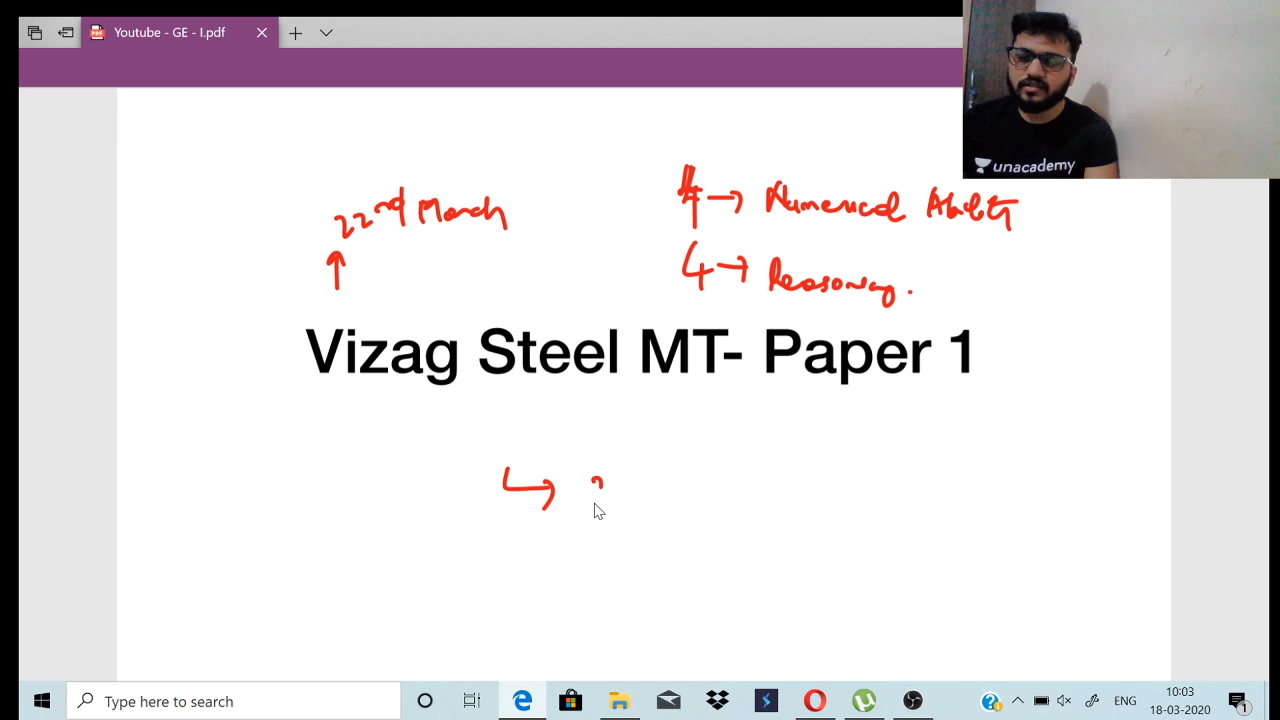 Youtube - GE - I.pdf
unacademy
22nd March
→ Numerical Ability
4 → Reasoning.
Vizag Steel MT- Paper 1
Type here to search
ENG
10:03
18-03-2020
1